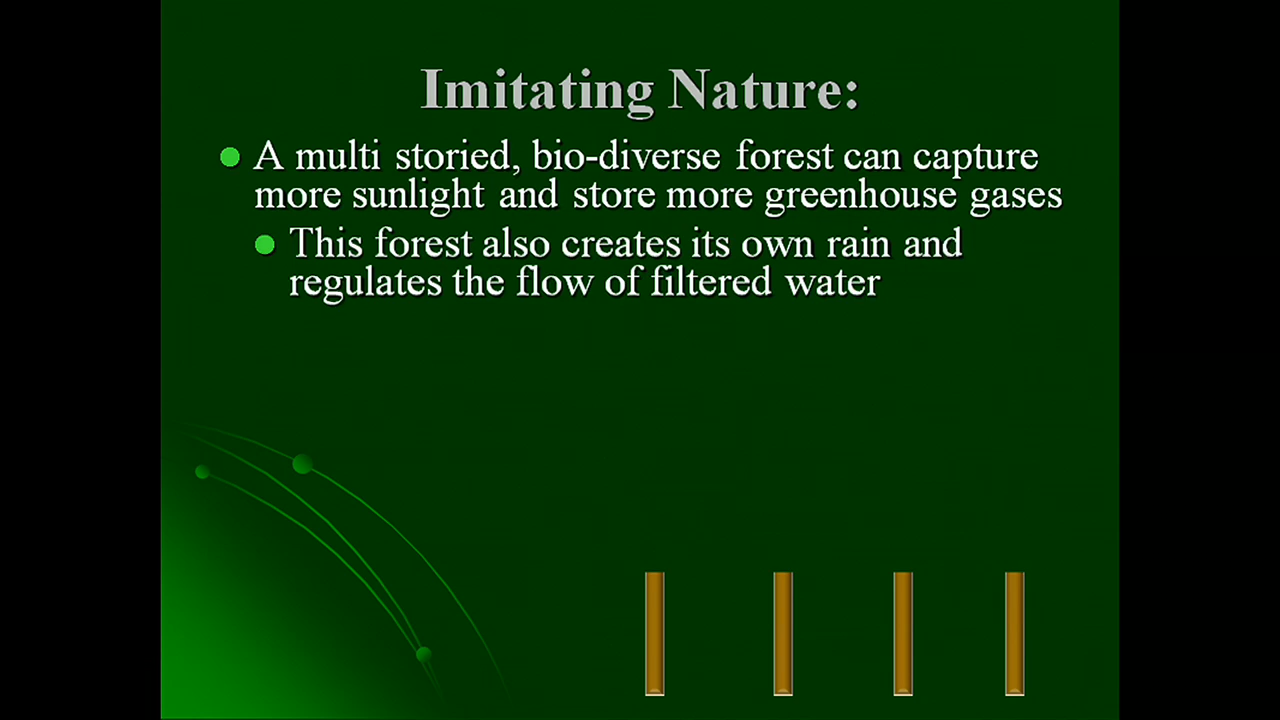 Imitating Nature:
A multi storied, bio-diverse forest can capture
more sunlight and store more greenhouse gases
This forest also creates its own rain and
regulates the flow of filtered water